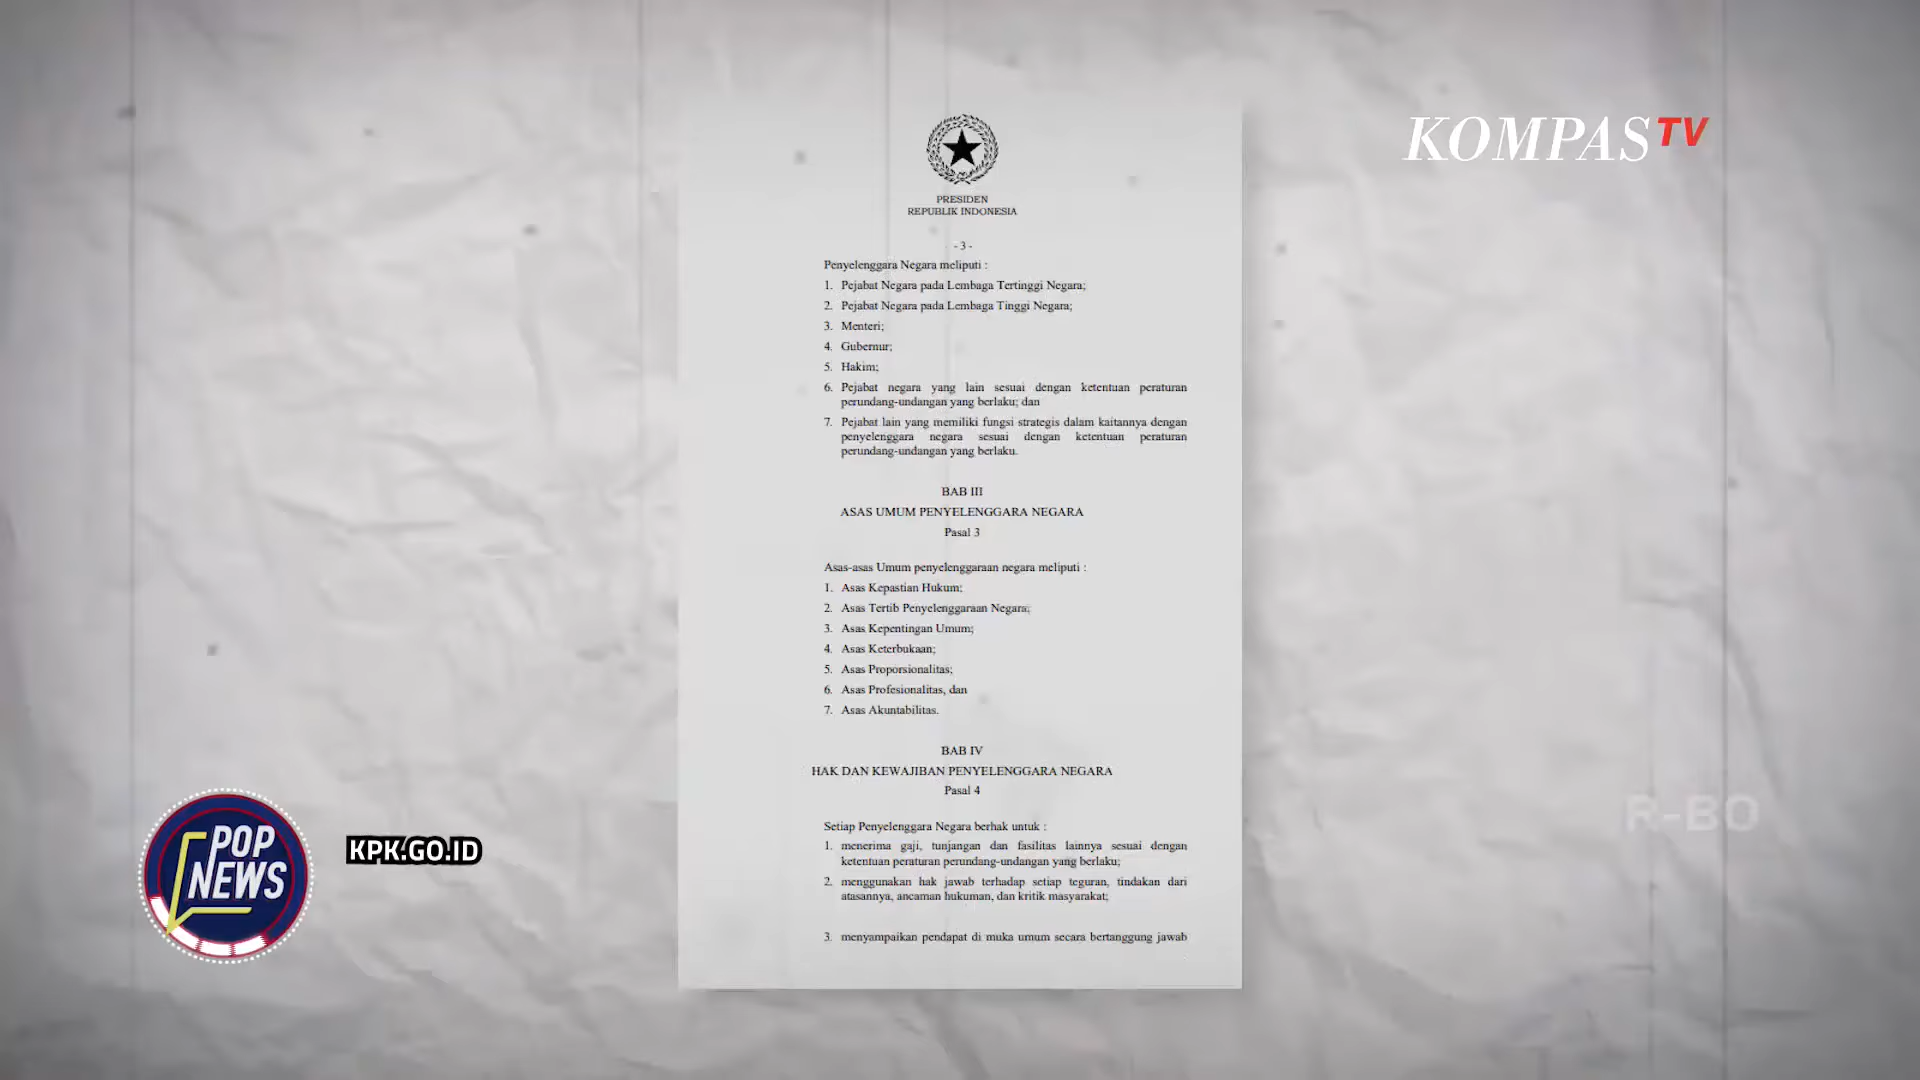 KOMPAS TV
PRESIDEN
REPUBLIK INDONESIA
- 3 -
Penyelenggara Negara meliputi :
1. Pejabat Negara pada Lembaga Tertinggi Negara;
2. Pejabat Negara pada Lembaga Tinggi Negara;
3. Menteri;
4. Gubernur;
5. Hakim;
6. Pejabat negara yang lain sesuai dengan ketentuan peraturan
perundang-undangan yang berlaku; dan
7. Pejabat lain yang memiliki fungsi strategis dalam kaitannya dengan
penyelenggara negara sesuai dengan ketentuan peraturan
perundang-undangan yang berlaku.
BAB III
ASAS UMUM PENYELENGGARA NEGARA
Pasal 3
Asas-asas Umum penyelenggaraan negara meliputi :
1. Asas Kepastian Hukum;
2. Asas Tertib Penyelenggaraan Negara;
3. Asas Kepentingan Umum;
4. Asas Keterbukaan;
5. Asas Proporsionalitas;
6. Asas Profesionalitas, dan
7. Asas Akuntabilitas.
BAB IV
HAK DAN KEWAJIBAN PENYELENGGARA NEGARA
Pasal 4
Setiap Penyelenggara Negara berhak untuk :
1. menerima gaji, tunjangan dan fasilitas lainnya sesuai dengan
ketentuan peraturan perundang-undangan yang berlaku;
2. menggunakan hak jawab terhadap setiap teguran, tindakan dari
atasannya, ancaman hukuman, dan kritik masyarakat;
3. menyampaikan pendapat di muka umum secara bertanggung jawab
POP
NEWS
KPK.GO.ID
R-BO